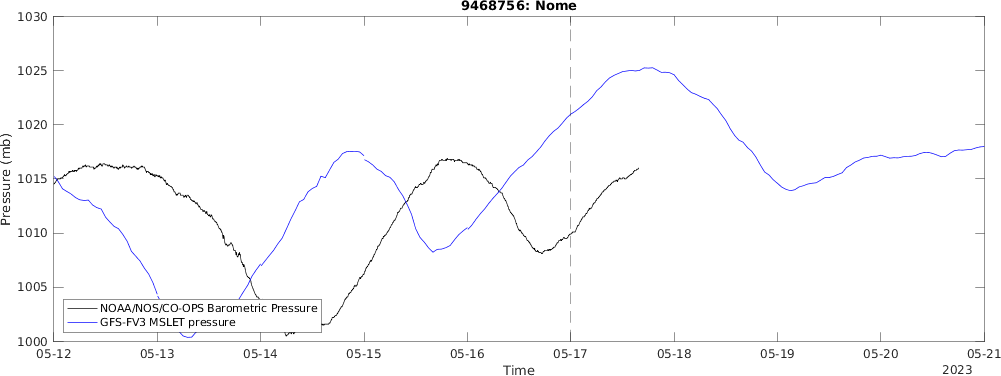 9468756: Nome
1030
1025
1020
1015
1010
1005
1000
Pressure (mb)
NOAA/NOS/CO-OPS Barometric Pressure
GFS-FV3 MSLET pressure
05-12 05-13 05-14 05-15 05-16 05-17 05-18 05-19 05-20 05-21
Time
2023